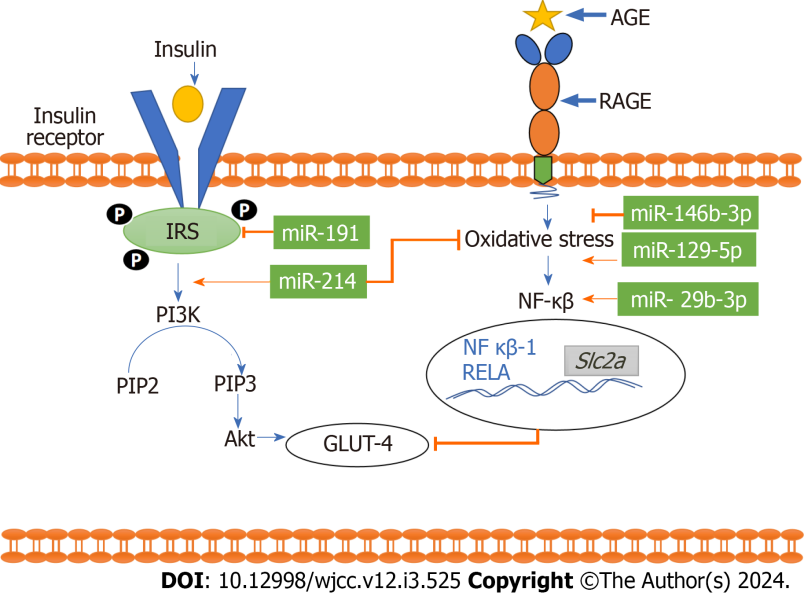 AGE
Insulin
RAGE
Insulin
receptor
P
P
IRS
P
miR-191
miR-146b-3p
Oxidative stress
miR-129-5p
miR-214
NF-κβ
miR- 29b-3p
PI3K
NF κβ-1
RELA
Slc2a
PIP2
PIP3
Akt
GLUT-4
DOI: 10.12998/wjcc.v12.i3.525 Copyright ©The Author(s) 2024.